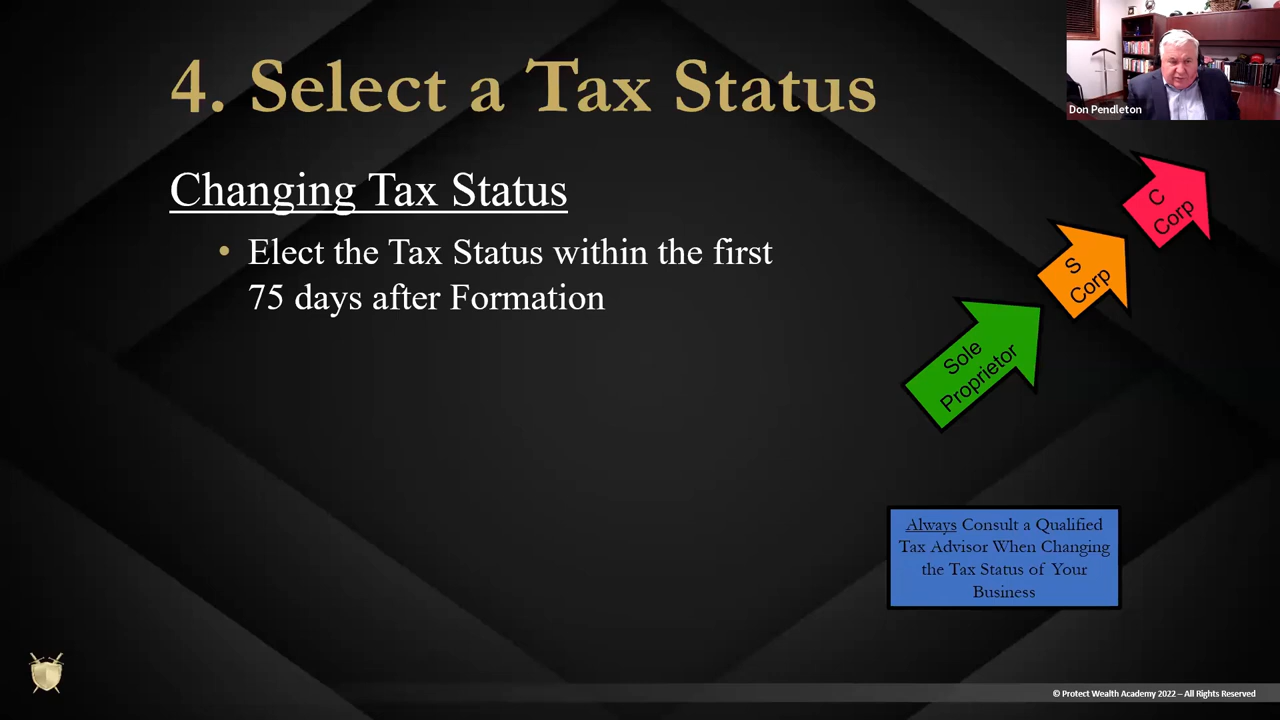 4. Select a Tax Status
Don Pendleton
Changing Tax Status
• Elect the Tax Status within the first
75 days after Formation
C
Corp
S
Corp
Sole
Proprietor
Always Consult a Qualified
Tax Advisor When Changing
the Tax Status of Your
Business
© Protect Wealth Academy 2022 – All Rights Reserved